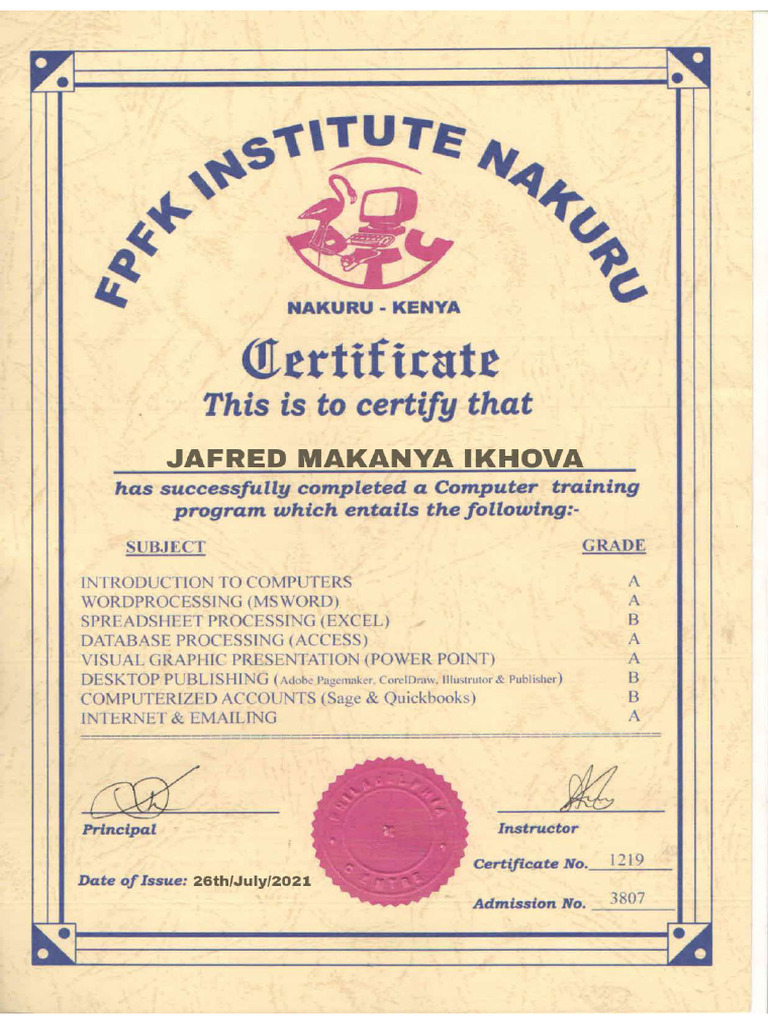 FPFK INSTITUTE NAKURU
PTC
NAKURU - KENYA
Certificate
This is to certify that
JAFRED MAKANYA IKHOVA
has successfully completed a Computer training
program which entails the following:-
SUBJECT GRADE
INTRODUCTION TO COMPUTERS A
WORDPROCESSING (MSWORD) A
SPREADSHEET PROCESSING (EXCEL) B
DATABASE PROCESSING (ACCESS) A
VISUAL GRAPHIC PRESENTATION (POWER POINT) A
DESKTOP PUBLISHING (Adobe Pagemaker, CorelDraw, Illustrutor & Publisher) B
COMPUTERIZED ACCOUNTS (Sage & Quickbooks) B
INTERNET & EMAILING A
PHILADELPHIA
CENTRE
Principal Instructor
Certificate No. 1219
Date of Issue: 26th/July/2021
Admission No. 3807